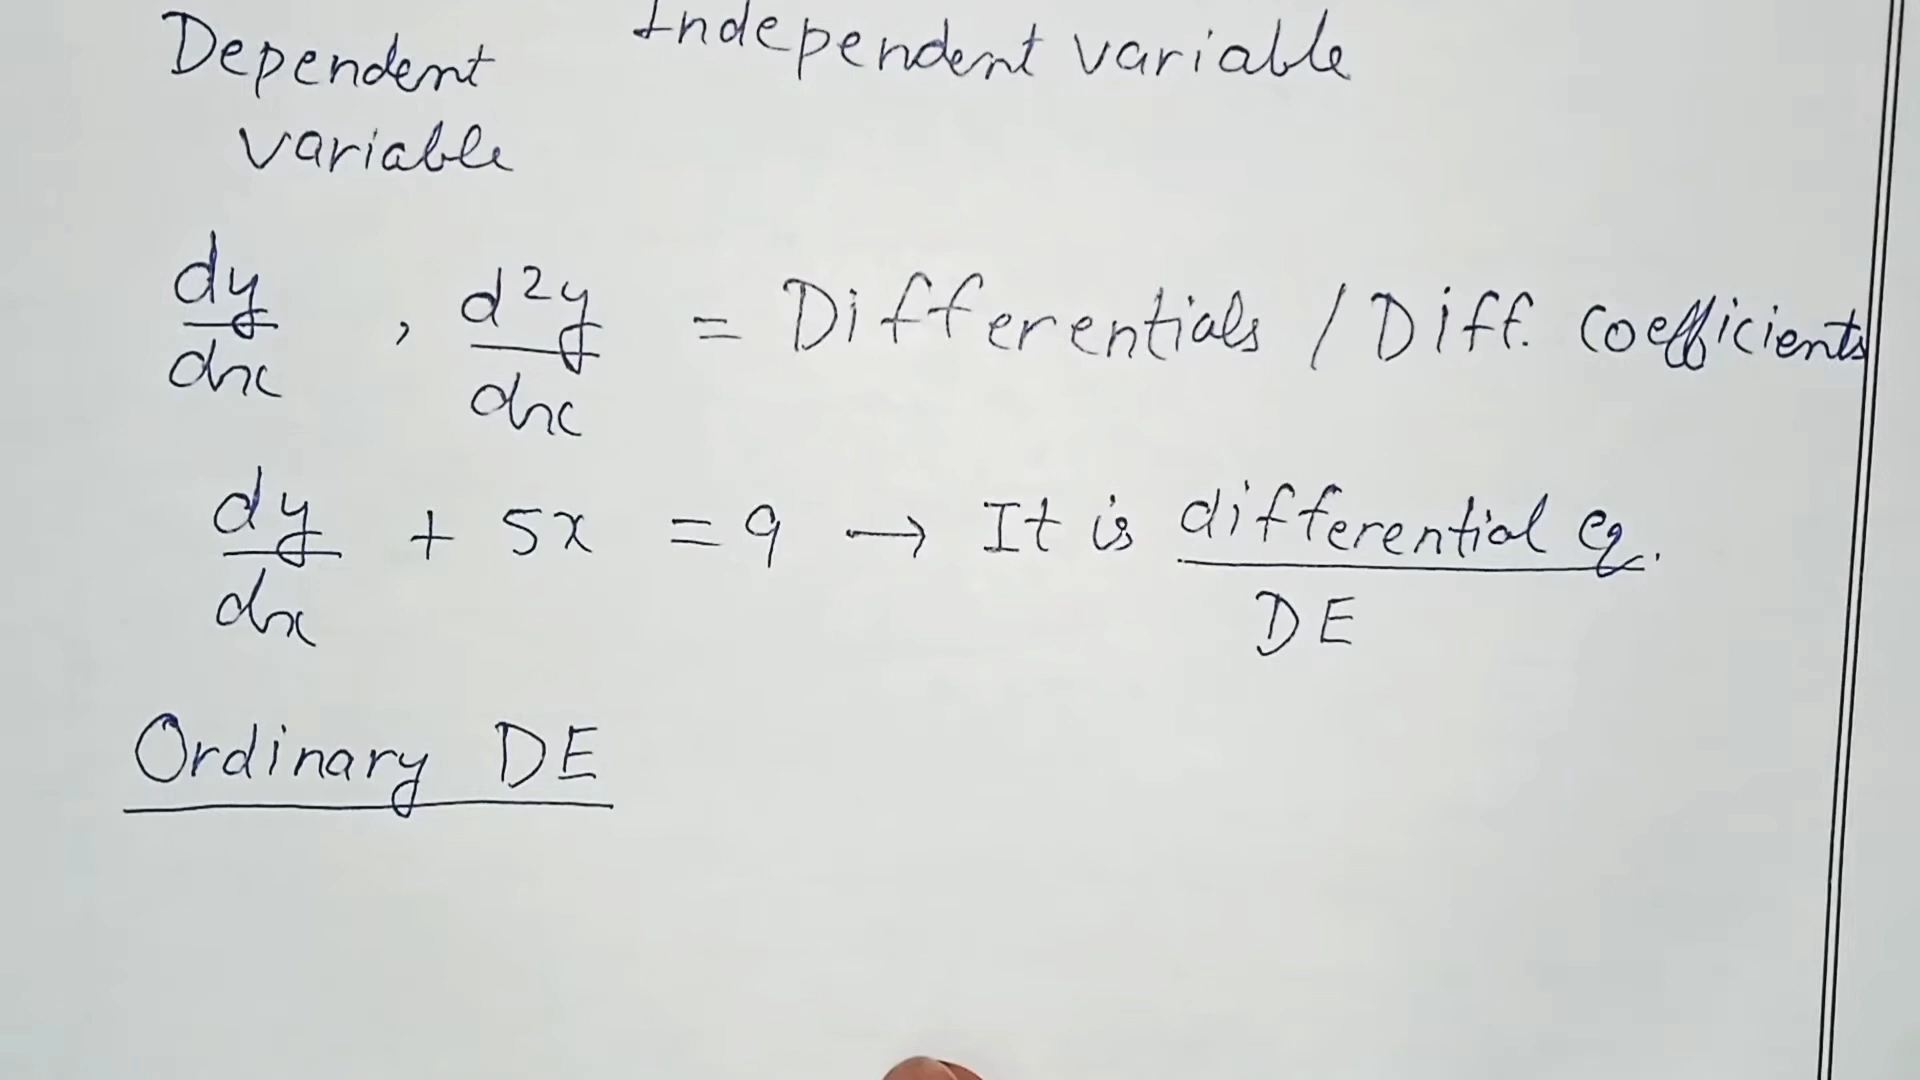 Dependent Independent variable
variable
dy/dx , d²y/dx = Differentials / Diff. coefficients
dy/dx + 5x = 9 → It is differential eq.
DE
Ordinary DE